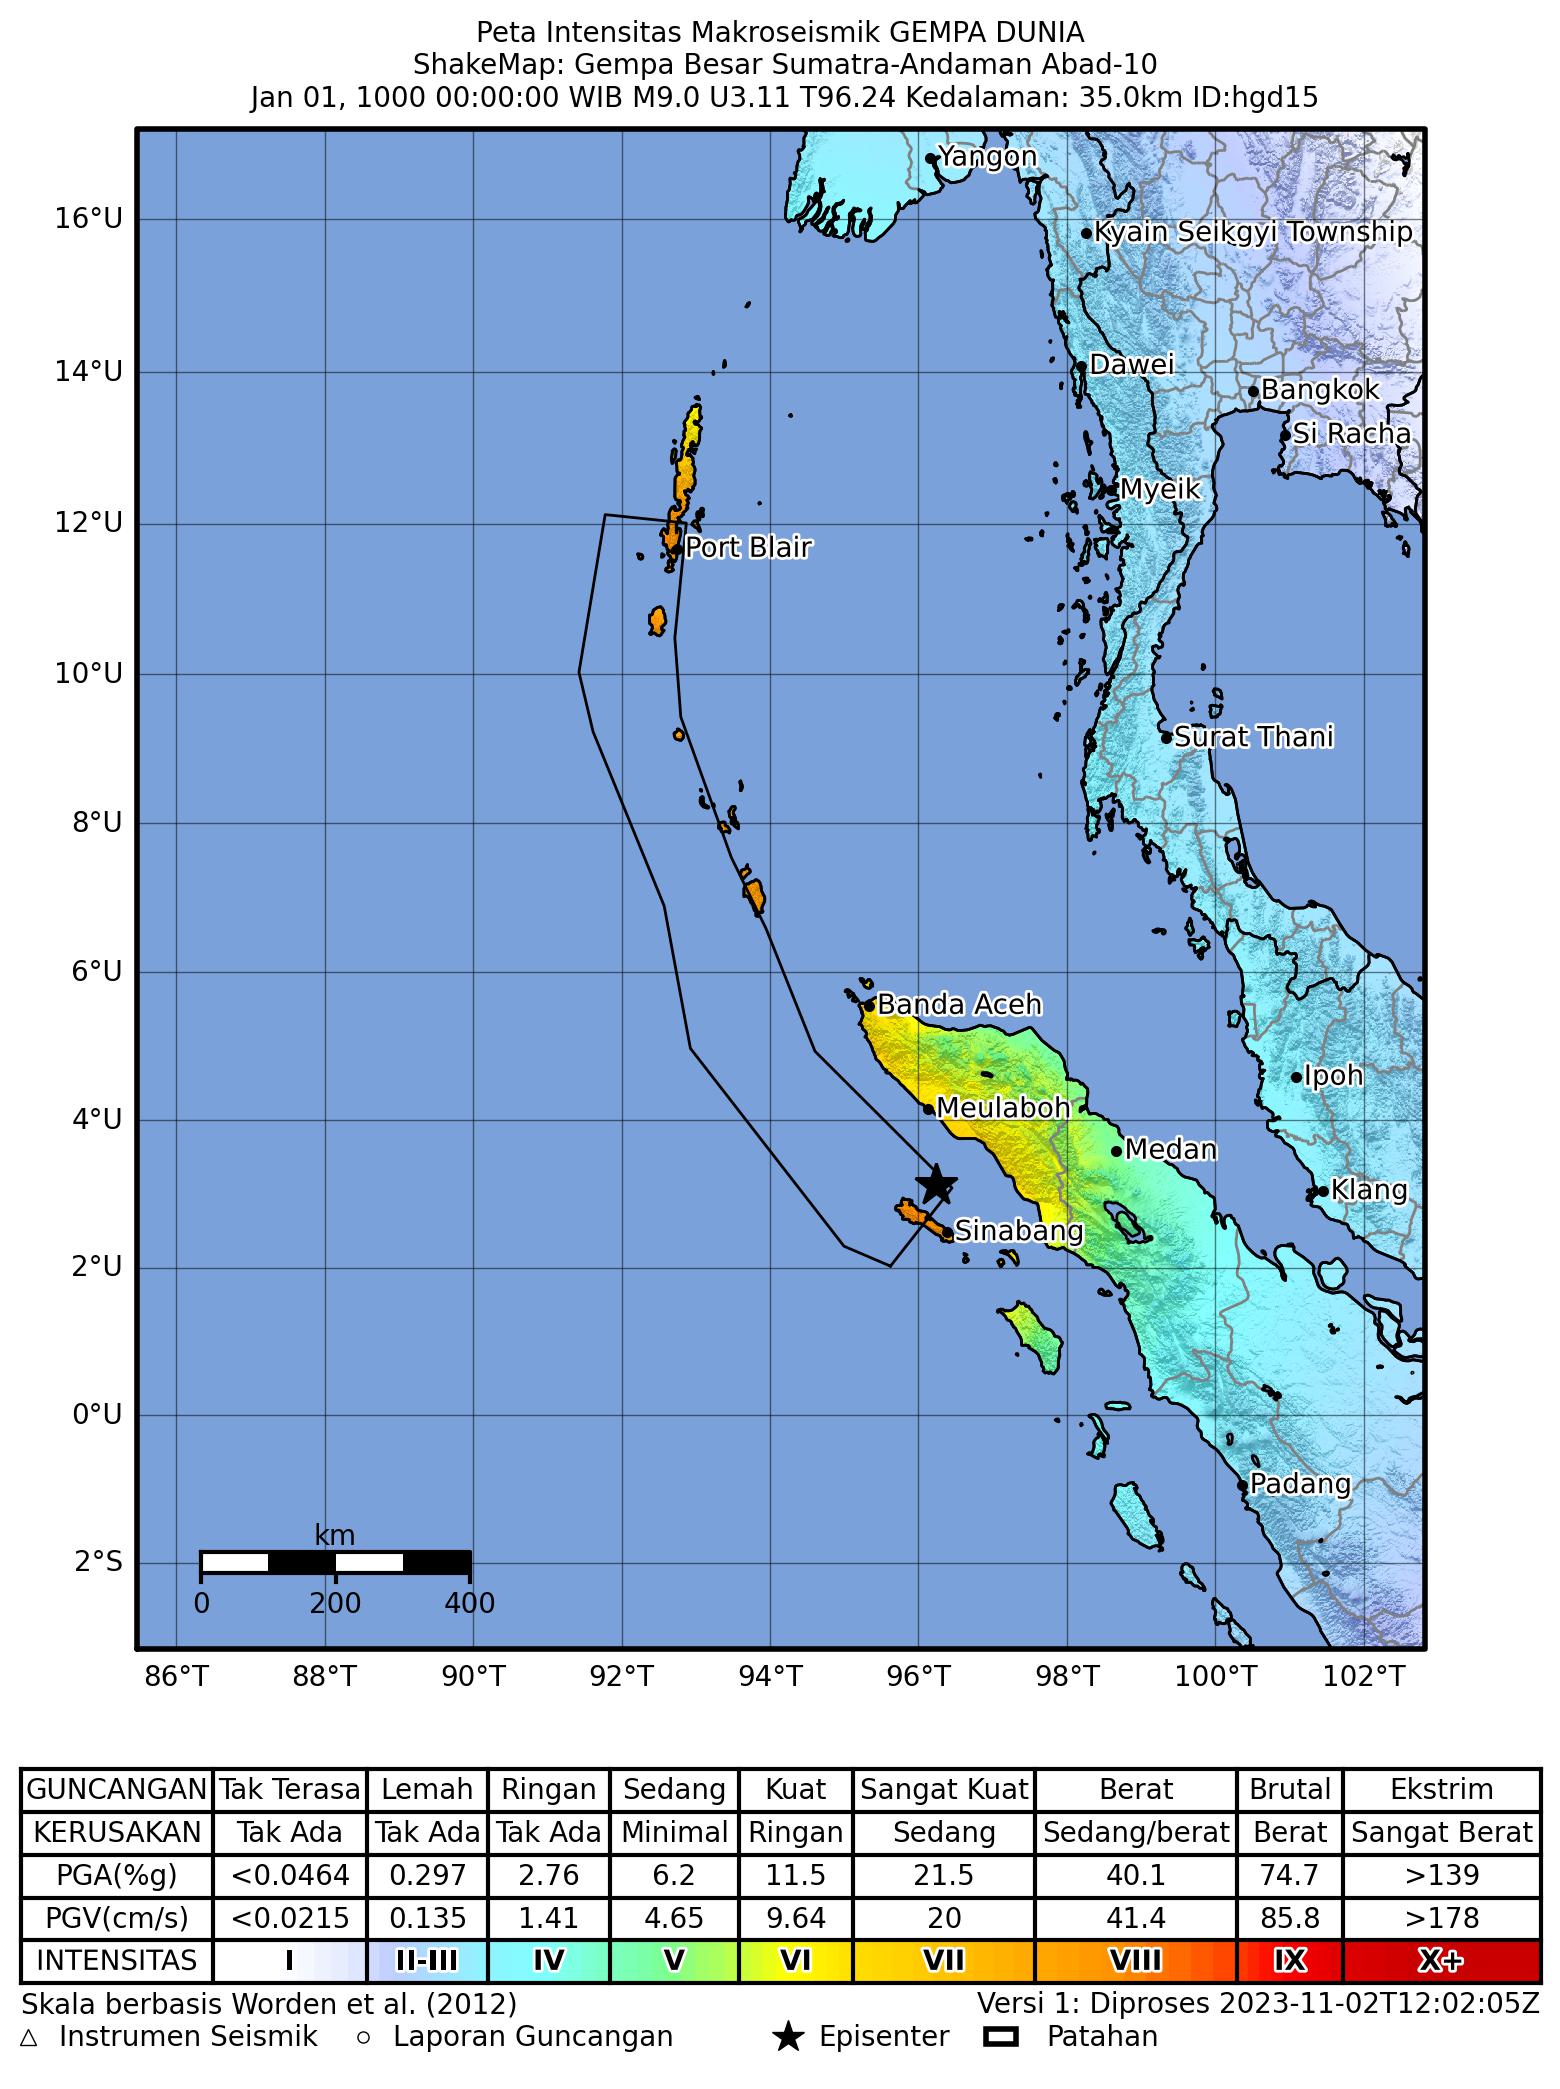 Peta Intensitas Makroseismik GEMPA DUNIA
ShakeMap: Gempa Besar Sumatra-Andaman Abad-10
Jan 01, 1000 00:00:00 WIB M9.0 U3.11 T96.24 Kedalaman: 35.0km ID:hgd15
Yangon
16°U
Kyain Seikgyi Township
14°U
Dawei
Bangkok
Si Racha
Myeik
12°U
Port Blair
10°U
Surat Thani
8°U
6°U
Banda Aceh
Ipoh
4°U
Meulaboh
Medan
Klang
Sinabang
2°U
0°U
Padang
km
2°S
0 200 400
86°T 88°T 90°T 92°T 94°T 96°T 98°T 100°T 102°T
GUNCANGAN Tak Terasa Lemah Ringan Sedang Kuat Sangat Kuat Berat Brutal Ekstrim
KERUSAKAN Tak Ada Tak Ada Tak Ada Minimal Ringan Sedang Sedang/berat Berat Sangat Berat
PGA(%g) <0.0464 0.297 2.76 6.2 11.5 21.5 40.1 74.7 >139
PGV(cm/s) <0.0215 0.135 1.41 4.65 9.64 20 41.4 85.8 >178
INTENSITAS I II-III IV V VI VII VIII IX X+
Skala berbasis Worden et al. (2012) Versi 1: Diproses 2023-11-02T12:02:05Z
Instrumen Seismik Laporan Guncangan Episenter Patahan